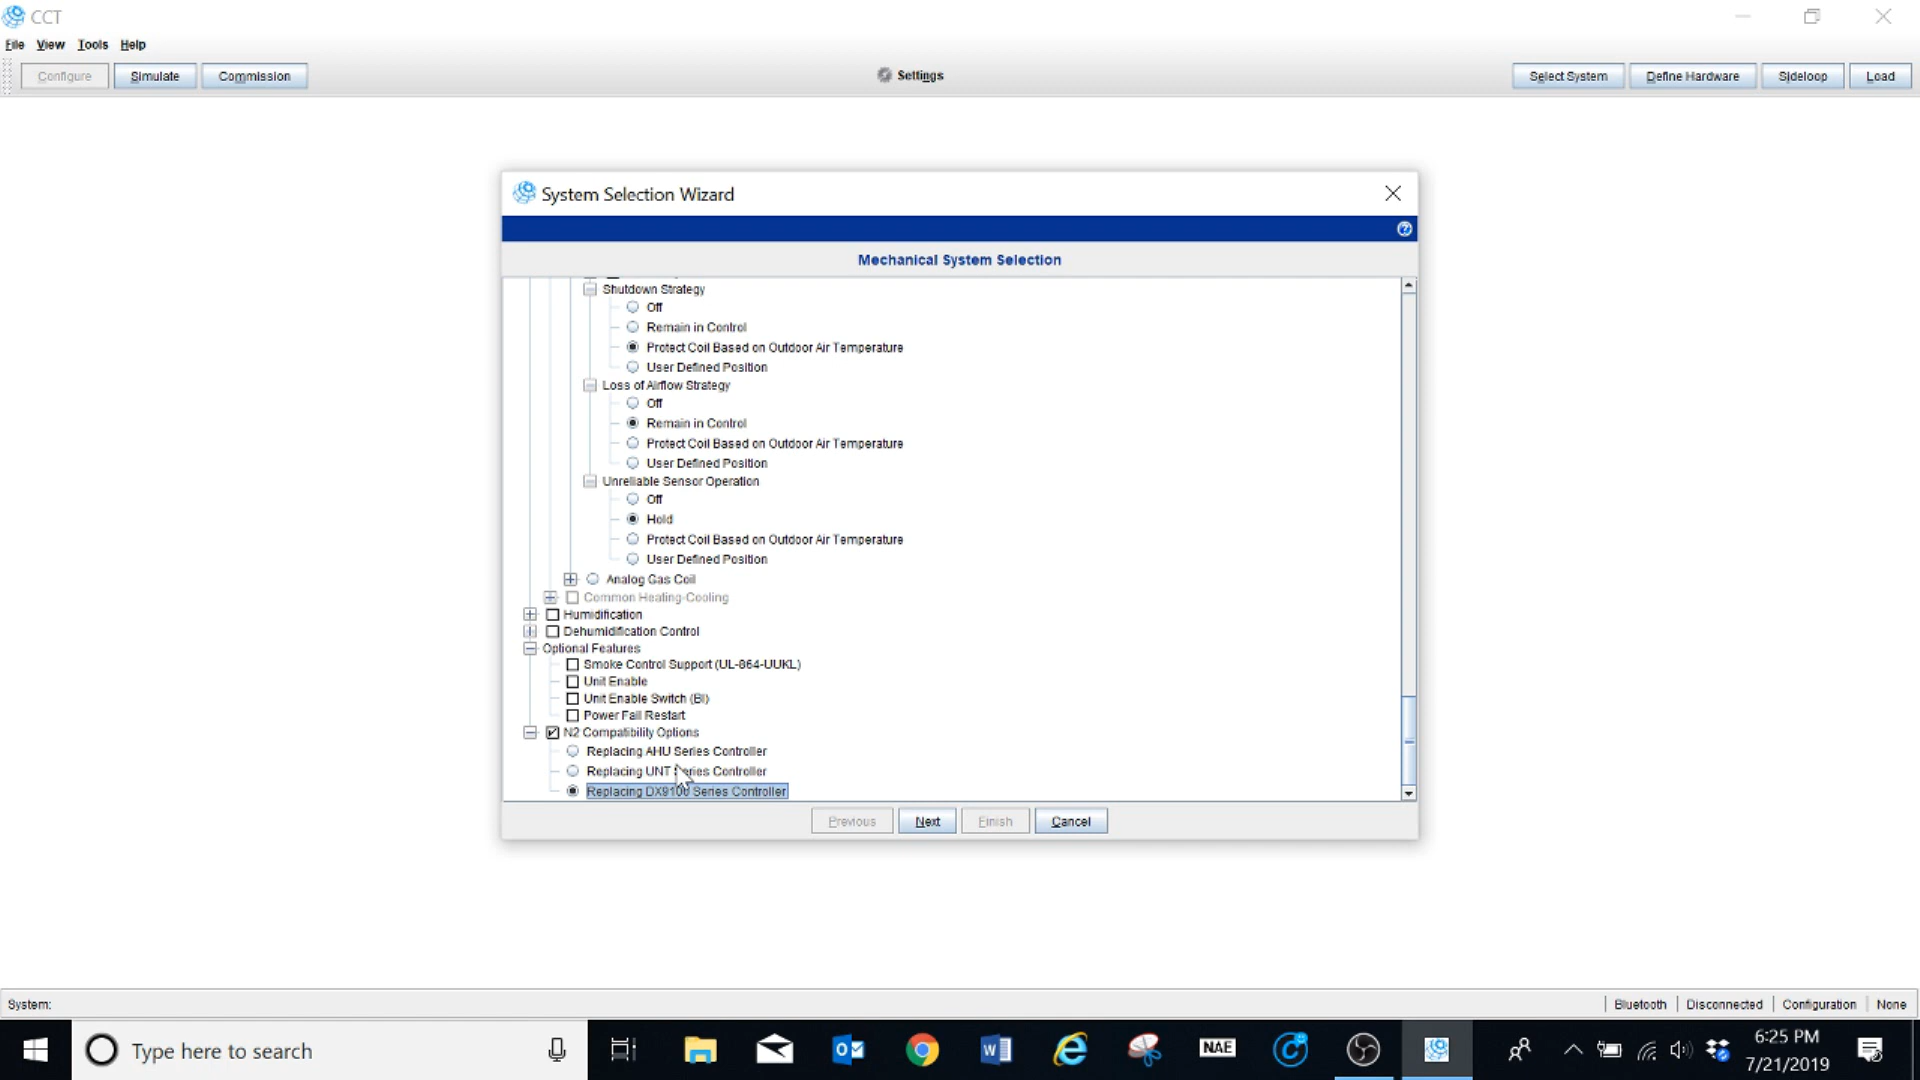 CCT
File View Tools Help
Configure Simulate Commission Settings Select System Define Hardware Sideloop Load
System Selection Wizard
Mechanical System Selection
Shutdown Strategy
Off
Remain in Control
Protect Coil Based on Outdoor Air Temperature
User Defined Position
Loss of Airflow Strategy
Off
Remain in Control
Protect Coil Based on Outdoor Air Temperature
User Defined Position
Unreliable Sensor Operation
Off
Hold
Protect Coil Based on Outdoor Air Temperature
User Defined Position
Analog Gas Coil
Common Heating-Cooling
Humidification
Dehumidification Control
Optional Features
Smoke Control Support (UL-864-UUKL)
Unit Enable
Unit Enable Switch (BI)
Power Fail Restart
N2 Compatibility Options
Replacing AHU Series Controller
Replacing UNT Series Controller
Replacing DX9100 Series Controller
Previous Next Finish Cancel
System: Bluetooth Disconnected Configuration None
Type here to search NAE 6:25 PM
7/21/2019